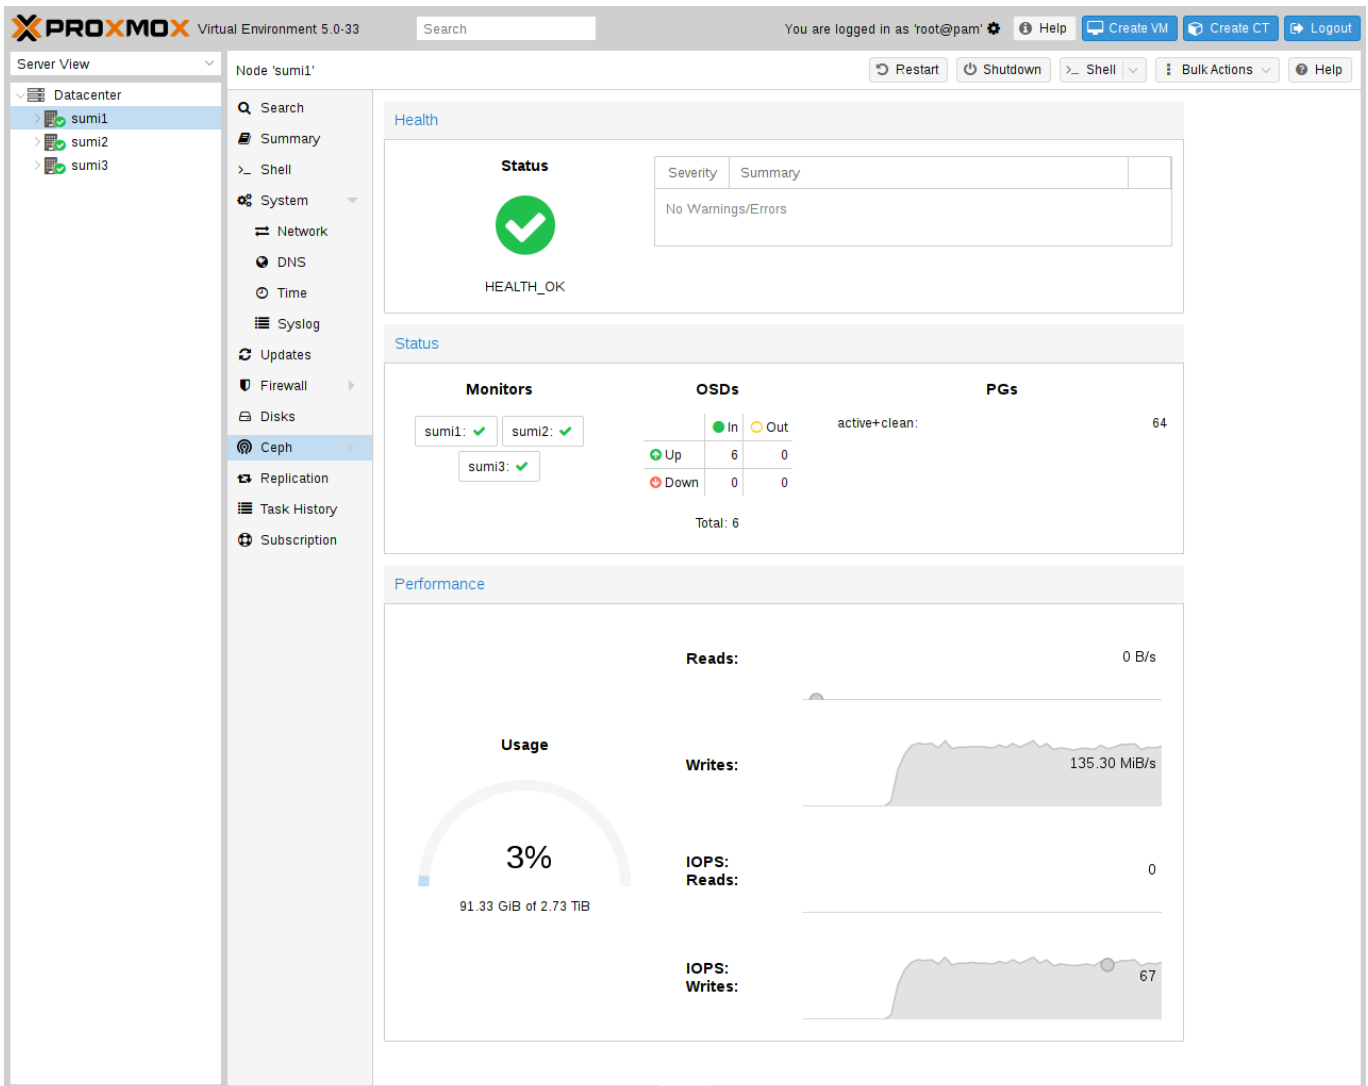 PROXMOX Virtual Environment 5.0-33
Search
You are logged in as 'root@pam'
Help
Create VM
Create CT
Logout
Server View
Datacenter
sumi1
sumi2
sumi3
Node 'sumi1'
Restart
Shutdown
>_ Shell
Bulk Actions
Help
Search
Summary
>_ Shell
System
Network
DNS
Time
Syslog
Updates
Firewall
Disks
Ceph
Replication
Task History
Subscription
Health
Status
HEALTH_OK
Severity Summary
No Warnings/Errors
Status
Monitors
sumi1:
sumi2:
sumi3:
OSDs
In Out
Up 6 0
Down 0 0
Total: 6
PGs
active+clean: 64
Performance
Usage
3%
91.33 GiB of 2.73 TiB
Reads: 0 B/s
Writes: 135.30 MiB/s
IOPS:
Reads: 0
IOPS:
Writes: 67